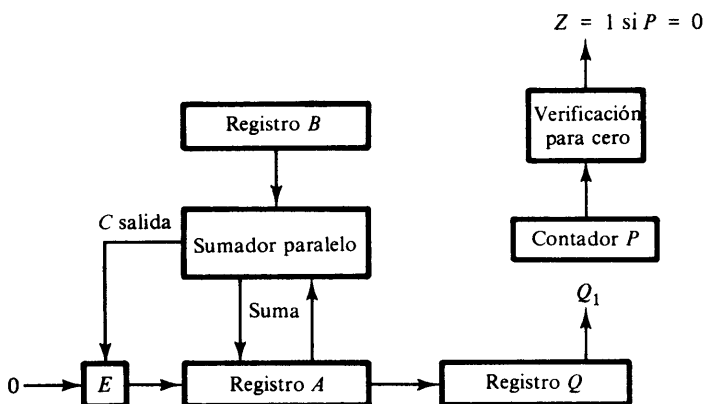 Z = 1 si P = 0
Verificación
para cero
Registro B
C salida
Sumador paralelo
Contador P
Suma
Q₁
0
E
Registro A
Registro Q